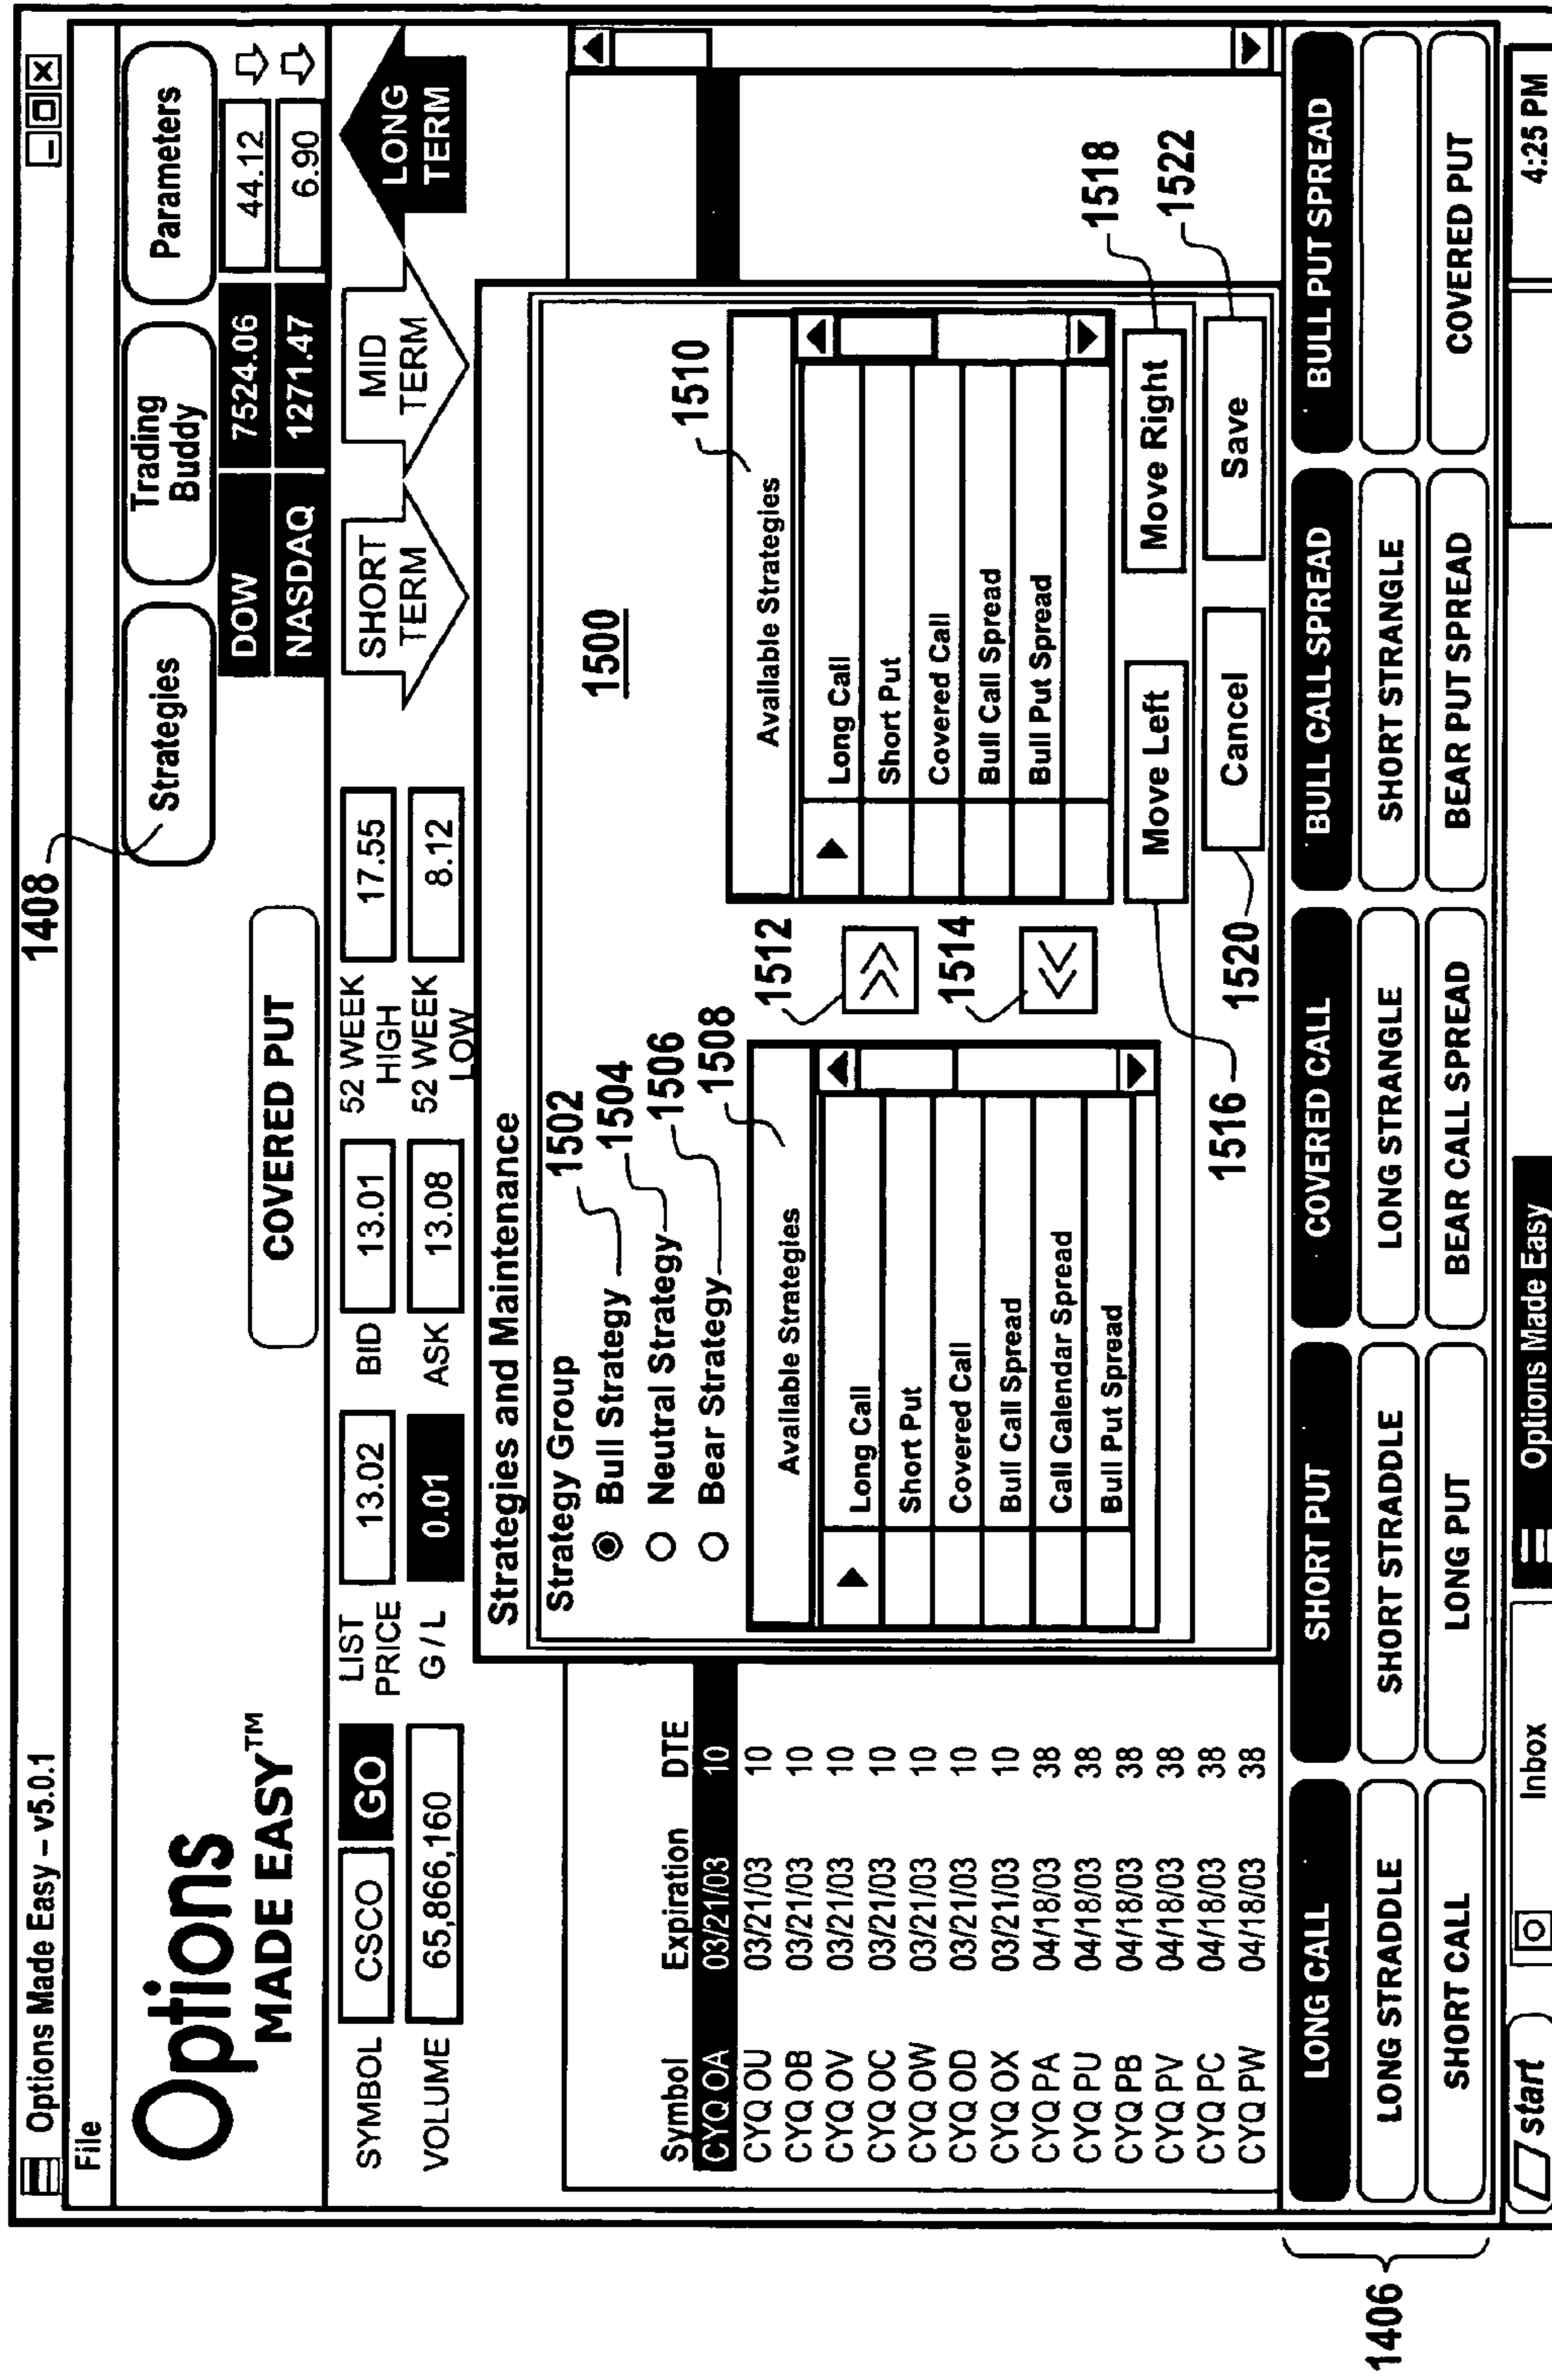 1408
Options Made Easy – v5.0.1
File
Options
MADE EASY™
COVERED PUT
Strategies
Trading
Buddy
Parameters
DOW 7524.06 44.12
NASDAQ 1271.47 6.90
SYMBOL CSCO GO
LIST
PRICE
13.02
BID 13.01
52 WEEK
HIGH
17.55
VOLUME 65,866,160
G / L 0.01
ASK 13.08
52 WEEK
LOW
8.12
SHORT
TERM
MID
TERM
LONG
TERM
Symbol Expiration DTE
CYQ OA 03/21/03 10
CYQ OU 03/21/03 10
CYQ OB 03/21/03 10
CYQ OV 03/21/03 10
CYQ OC 03/21/03 10
CYQ OW 03/21/03 10
CYQ OD 03/21/03 10
CYQ OX 03/21/03 10
CYQ PA 04/18/03 38
CYQ PU 04/18/03 38
CYQ PB 04/18/03 38
CYQ PV 04/18/03 38
CYQ PC 04/18/03 38
CYQ PW 04/18/03 38
Strategies and Maintenance
Strategy Group
1502
Bull Strategy 1504
Neutral Strategy 1506
Bear Strategy 1508
1500
Available Strategies
Long Call
Short Put
Covered Call
Bull Call Spread
Call Calendar Spread
Bull Put Spread
1512
>>
1514
<<
1510
Available Strategies
Long Call
Short Put
Covered Call
Bull Call Spread
Bull Put Spread
Move Left
Move Right
1518
1516
1520
Cancel
Save
1522
1406
LONG CALL SHORT PUT COVERED CALL BULL CALL SPREAD BULL PUT SPREAD
LONG STRADDLE SHORT STRADDLE LONG STRANGLE SHORT STRANGLE
SHORT CALL LONG PUT BEAR CALL SPREAD BEAR PUT SPREAD COVERED PUT
start Inbox Options Made Easy 4:25 PM